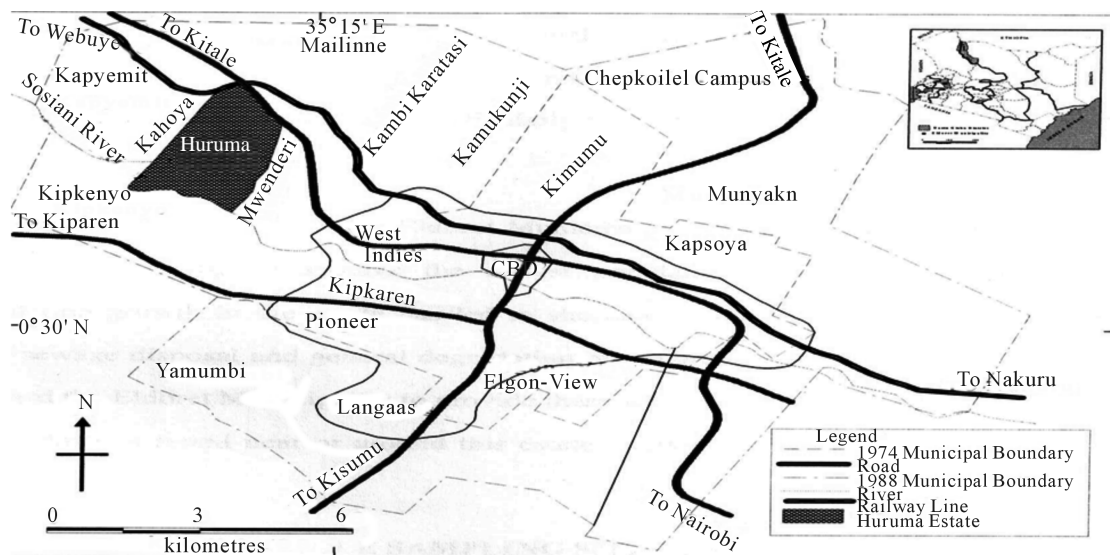 35°15' E
Mailinne
To Webuye
To Kitale
To Kitale
Kapyemit
Sosiani River
Kahoya
Huruma
Mwenderi
Kambi Karatasi
Kamukunji
Chepkoilel Campus
Kimumu
Munyakn
Kipkenyo
To Kiparen
West
Indies
CBD
Kapsoya
Kipkaren
Pioneer
0°30' N
Yamumbi
Langaas
Elgon-View
To Nakuru
To Kisumu
To Nairobi
N
0 3 6
kilometres
Legend
1974 Municipal Boundary
Road
1988 Municipal Boundary
River
Railway Line
Huruma Estate